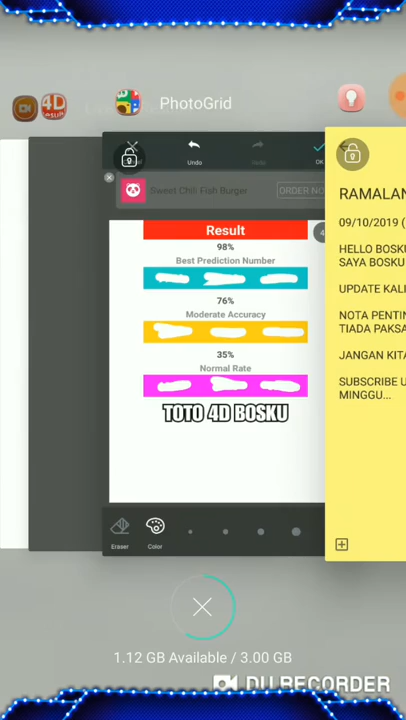 4D
PhotoGrid
Undo
OK
Sweet Chili Fish Burger
ORDER NO
Result
98%
Best Prediction Number
76%
Moderate Accuracy
35%
Normal Rate
TOTO 4D BOSKU
Eraser
Color
RAMALAN
09/10/2019 (
HELLO BOSKU
SAYA BOSKU
UPDATE KALI
NOTA PENTIN
TIADA PAKSA
JANGAN KITA
SUBSCRIBE U
MINGGU...
1.12 GB Available / 3.00 GB
DU RECORDER